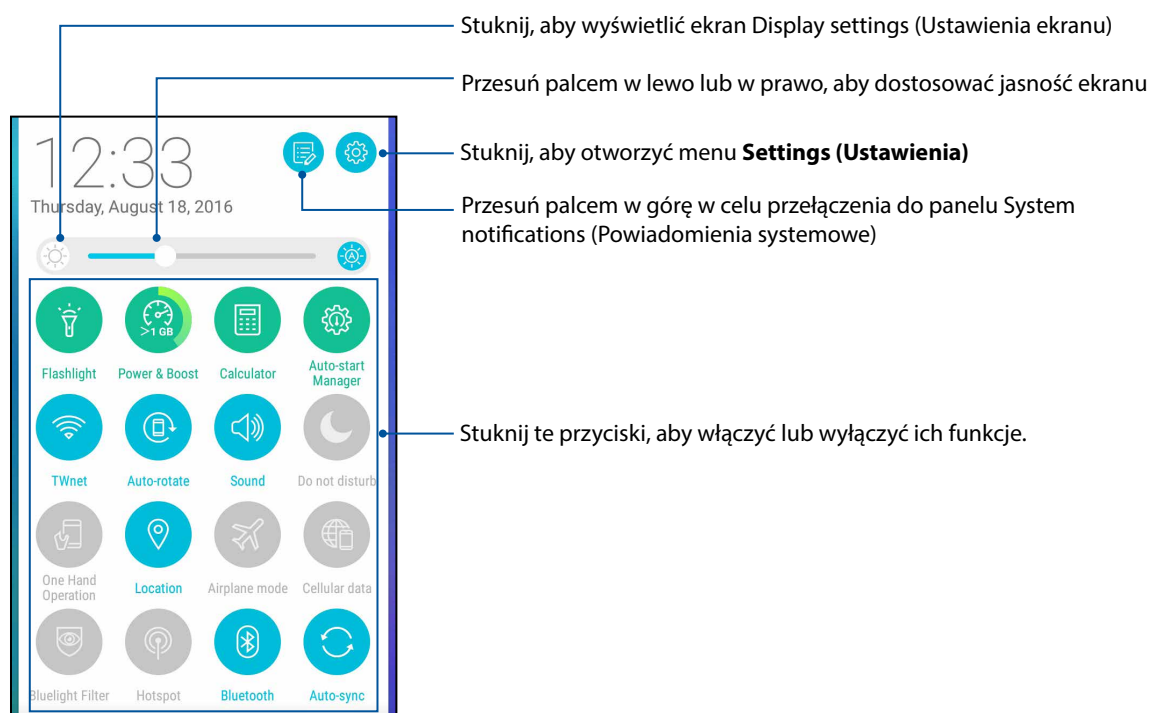 Stuknij, aby wyświetlić ekran Display settings (Ustawienia ekranu)
Przesuń palcem w lewo lub w prawo, aby dostosować jasność ekranu
Stuknij, aby otworzyć menu Settings (Ustawienia)
Przesuń palcem w górę w celu przełączenia do panelu System
notifications (Powiadomienia systemowe)
12:33
Thursday, August 18, 2016
A
>1 GB
Flashlight
Power & Boost
Calculator
Auto-start
Manager
TWnet
Auto-rotate
Sound
Do not disturb
Stuknij te przyciski, aby włączyć lub wyłączyć ich funkcje.
One Hand
Operation
Location
Airplane mode
Cellular data
Bluelight Filter
Hotspot
Bluetooth
Auto-sync